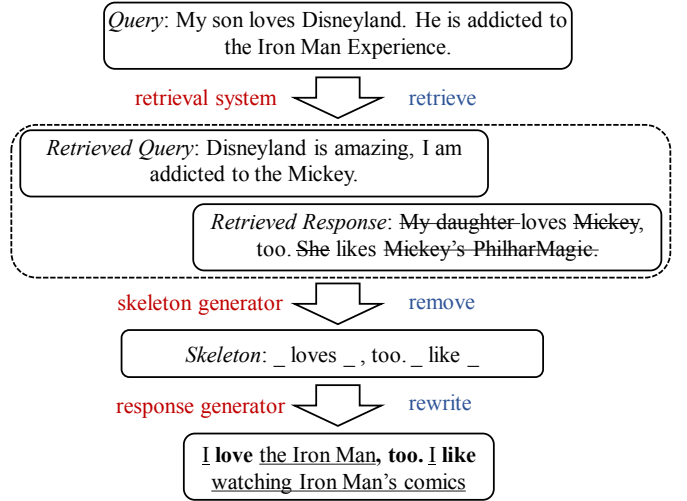 Query: My son loves Disneyland. He is addicted to
the Iron Man Experience.
retrieval system retrieve
Retrieved Query: Disneyland is amazing, I am
addicted to the Mickey.
Retrieved Response: My daughter loves Mickey,
too. She likes Mickey's PhilharMagic.
skeleton generator remove
Skeleton: _ loves _ , too. _ like _
response generator rewrite
I love the Iron Man, too. I like
watching Iron Man's comics